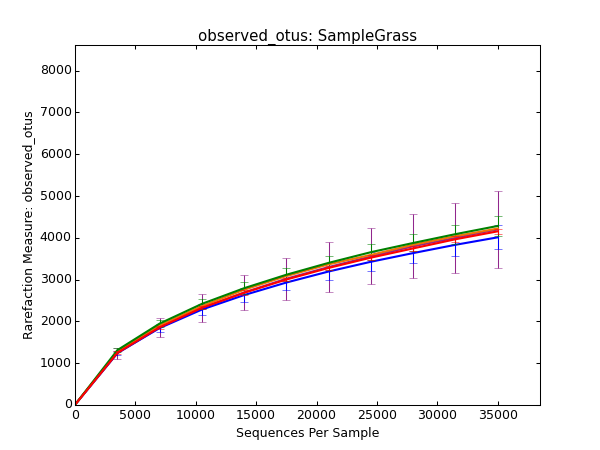 observed_otus: SampleGrass
Rarefaction Measure: observed_otus
8000
7000
6000
5000
4000
3000
2000
1000
0
0 5000 10000 15000 20000 25000 30000 35000
Sequences Per Sample